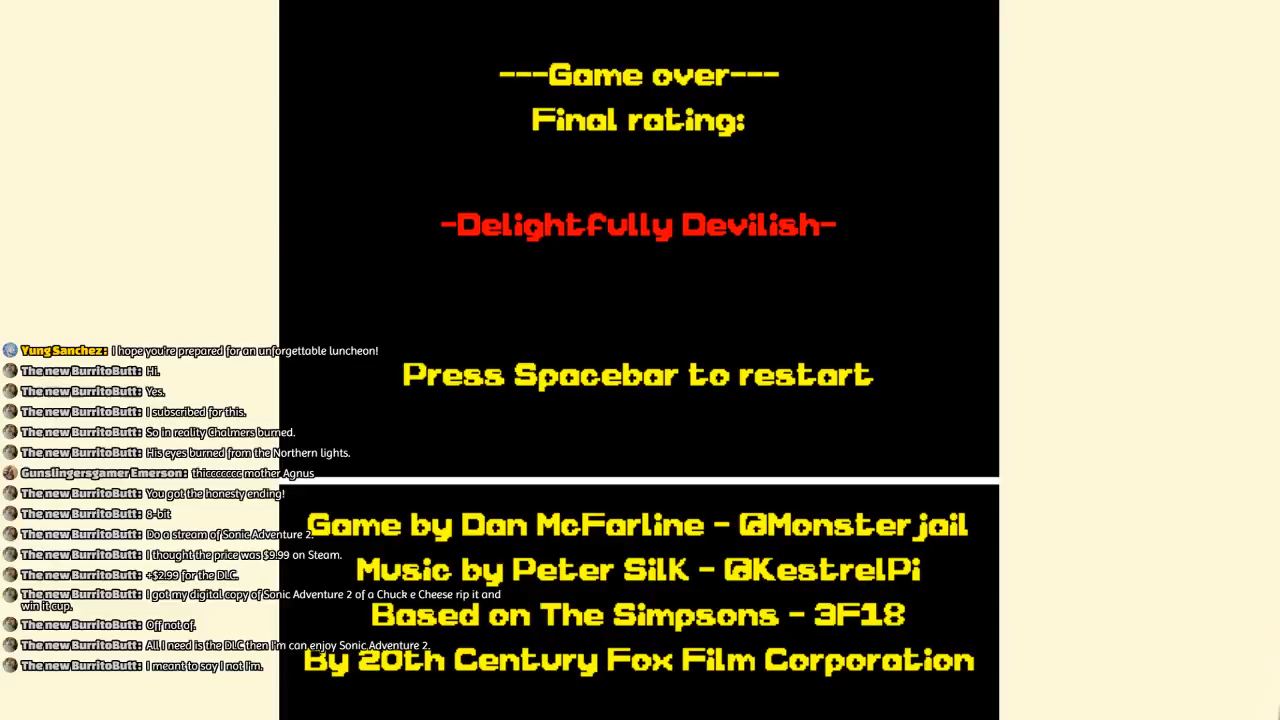 ---Game over---
Final rating:
-Delightfully Devilish-
Press Spacebar to restart
Game by Dan McFarline - @Monsterjail
Music by Peter Silk - @KestrelPi
Based on The Simpsons - 3F18
By 20th Century Fox Film Corporation
Yung Sanchez: I hope you're prepared for an unforgettable luncheon!
The new BurritoButt: Hi.
The new BurritoButt: Yes.
The new BurritoButt: I subscribed for this.
The new BurritoButt: So in reality Chalmers burned.
The new BurritoButt: His eyes burned from the Northern lights.
Gunslingersgamer Emerson: thicccccc mother Agnus
The new BurritoButt: You got the honesty ending!
The new BurritoButt: 8-bit
The new BurritoButt: Do a stream of Sonic Adventure 2.
The new BurritoButt: I thought the price was $9.99 on Steam.
The new BurritoButt: +$2.99 for the DLC.
The new BurritoButt: I got my digital copy of Sonic Adventure 2 of a Chuck e Cheese rip it and
win it cup.
The new BurritoButt: Off not of.
The new BurritoButt: All I need is the DLC then I'm can enjoy Sonic Adventure 2.
The new BurritoButt: I meant to say I not I'm.